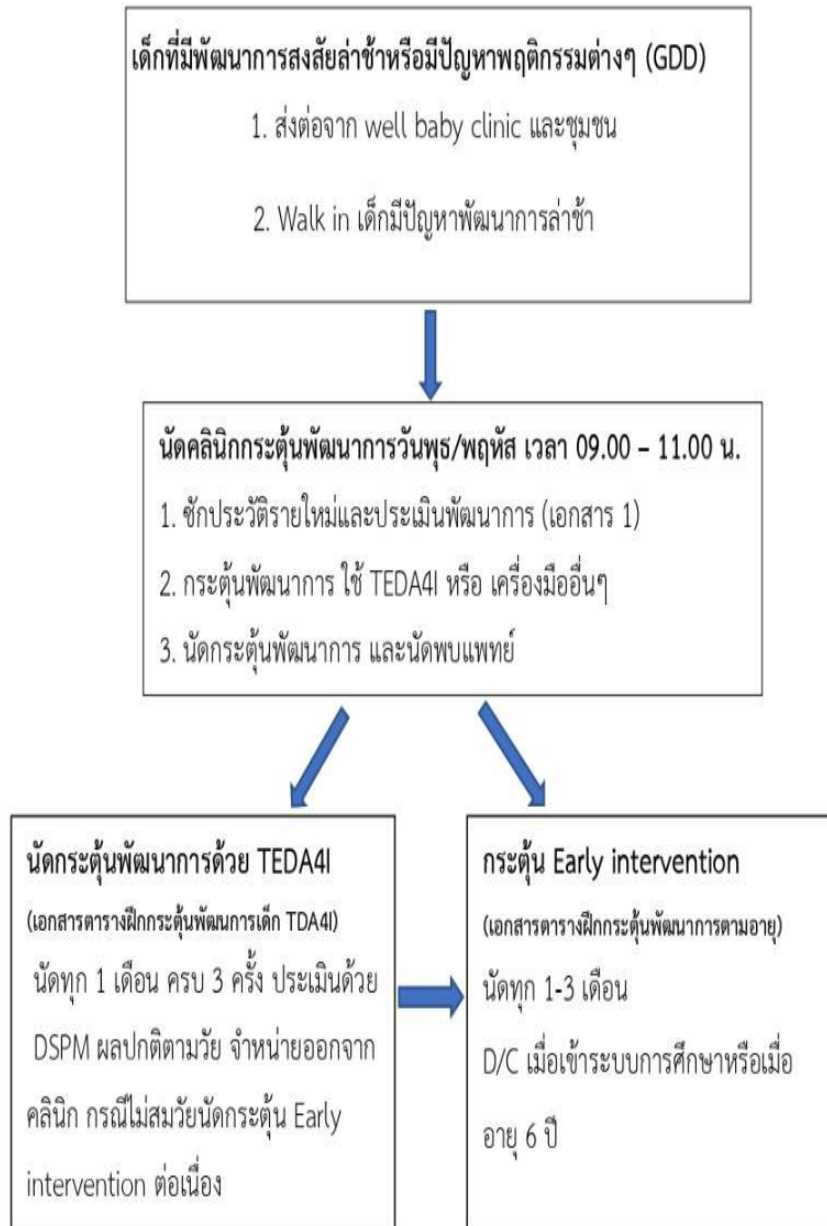 เด็กที่มีพัฒนาการสงสัยล่าช้าหรือมีปัญหาพฤติกรรมต่างๆ (GDD)
1. ส่งต่อจาก well baby clinic และชุมชน
2. Walk in เด็กมีปัญหาพัฒนาการล่าช้า
นัดคลินิกกระตุ้นพัฒนาการวันพุธ/พฤหัส เวลา 09.00 – 11.00 น.
1. ซักประวัติรายใหม่และประเมินพัฒนาการ (เอกสาร 1)
2. กระตุ้นพัฒนาการ ใช้ TEDA4I หรือ เครื่องมืออื่นๆ
3. นัดกระตุ้นพัฒนาการ และนัดพบแพทย์
นัดกระตุ้นพัฒนาการด้วย TEDA4I
(เอกสารตารางฝึกกระตุ้นพัฒนการเด็ก TDA4I)
นัดทุก 1 เดือน ครบ 3 ครั้ง ประเมินด้วย
DSPM ผลปกติตามวัย จำหน่ายออกจาก
คลินิก กรณีไม่สมวัยนัดกระตุ้น Early
intervention ต่อเนื่อง
กระตุ้น Early intervention
(เอกสารตารางฝึกกระตุ้นพัฒนาการตามอายุ)
นัดทุก 1-3 เดือน
D/C เมื่อเข้าระบบการศึกษาหรือเมื่อ
อายุ 6 ปี